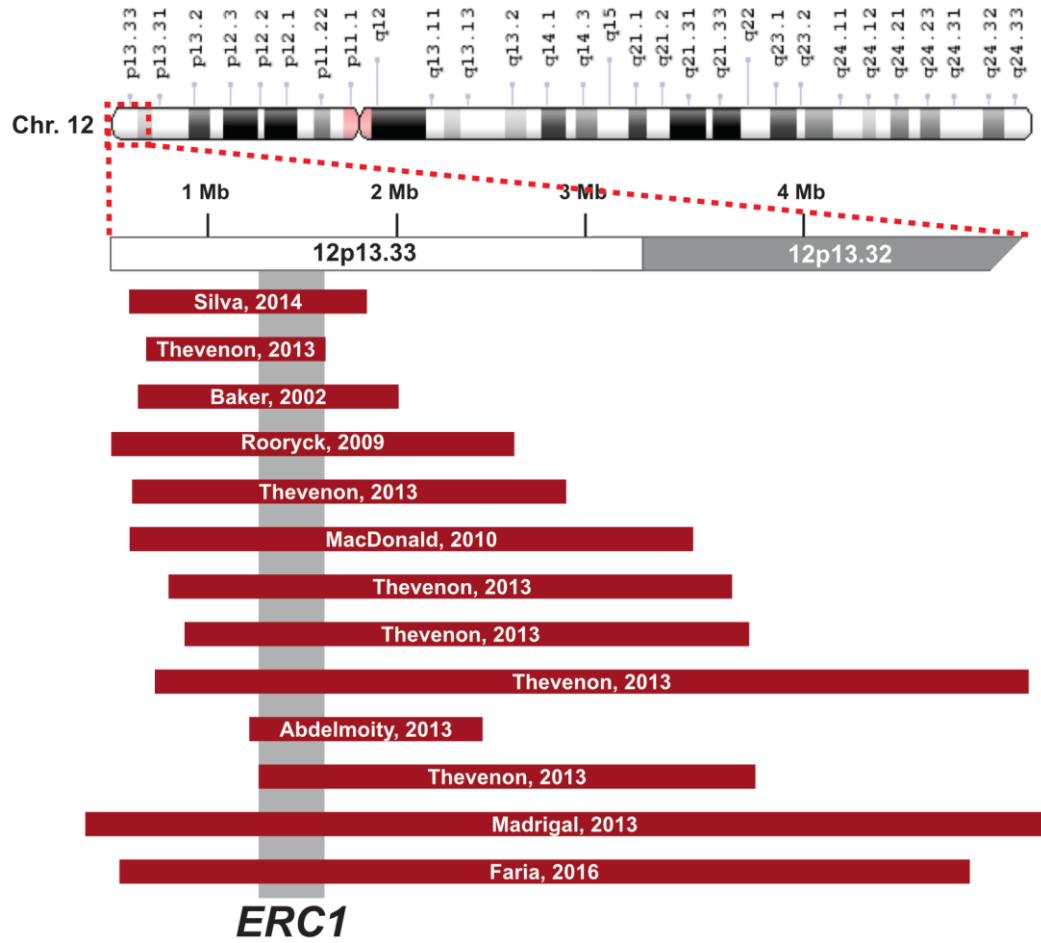 p13.33
p13.31
p13.2
p12.3
p12.2
p12.1
p11.22
p11.1
q12
q13.11
q13.13
q13.2
q14.1
q14.3
q15
q21.1
q21.2
q21.31
q21.33
q22
q23.1
q23.2
q24.11
q24.12
q24.21
q24.23
q24.31
q24.32
q24.33
Chr. 12
1 Mb 2 Mb 3 Mb 4 Mb
12p13.33 12p13.32
Silva, 2014
Thevenon, 2013
Baker, 2002
Rooryck, 2009
Thevenon, 2013
MacDonald, 2010
Thevenon, 2013
Thevenon, 2013
Thevenon, 2013
Abdelmoity, 2013
Thevenon, 2013
Madrigal, 2013
Faria, 2016
ERC1